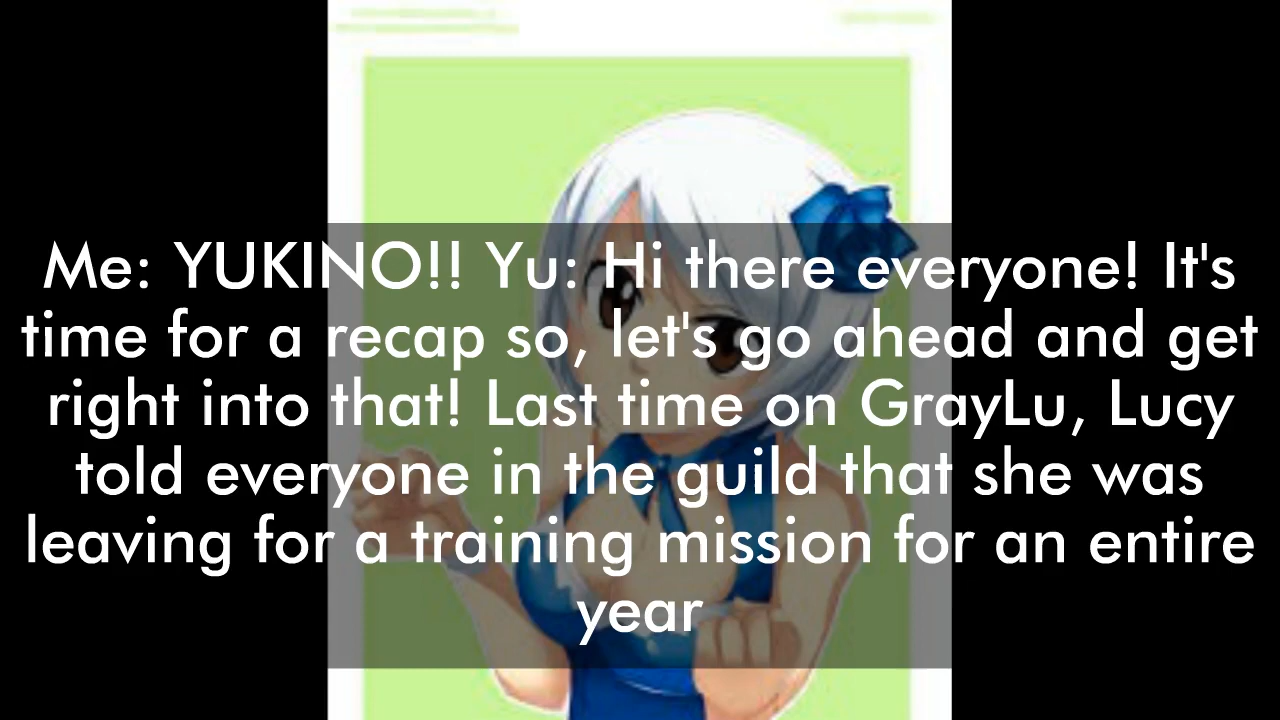 Me: YUKINO!! Yu: Hi there everyone! It's
time for a recap so, let's go ahead and get
right into that! Last time on GrayLu, Lucy
told everyone in the guild that she was
leaving for a training mission for an entire
year